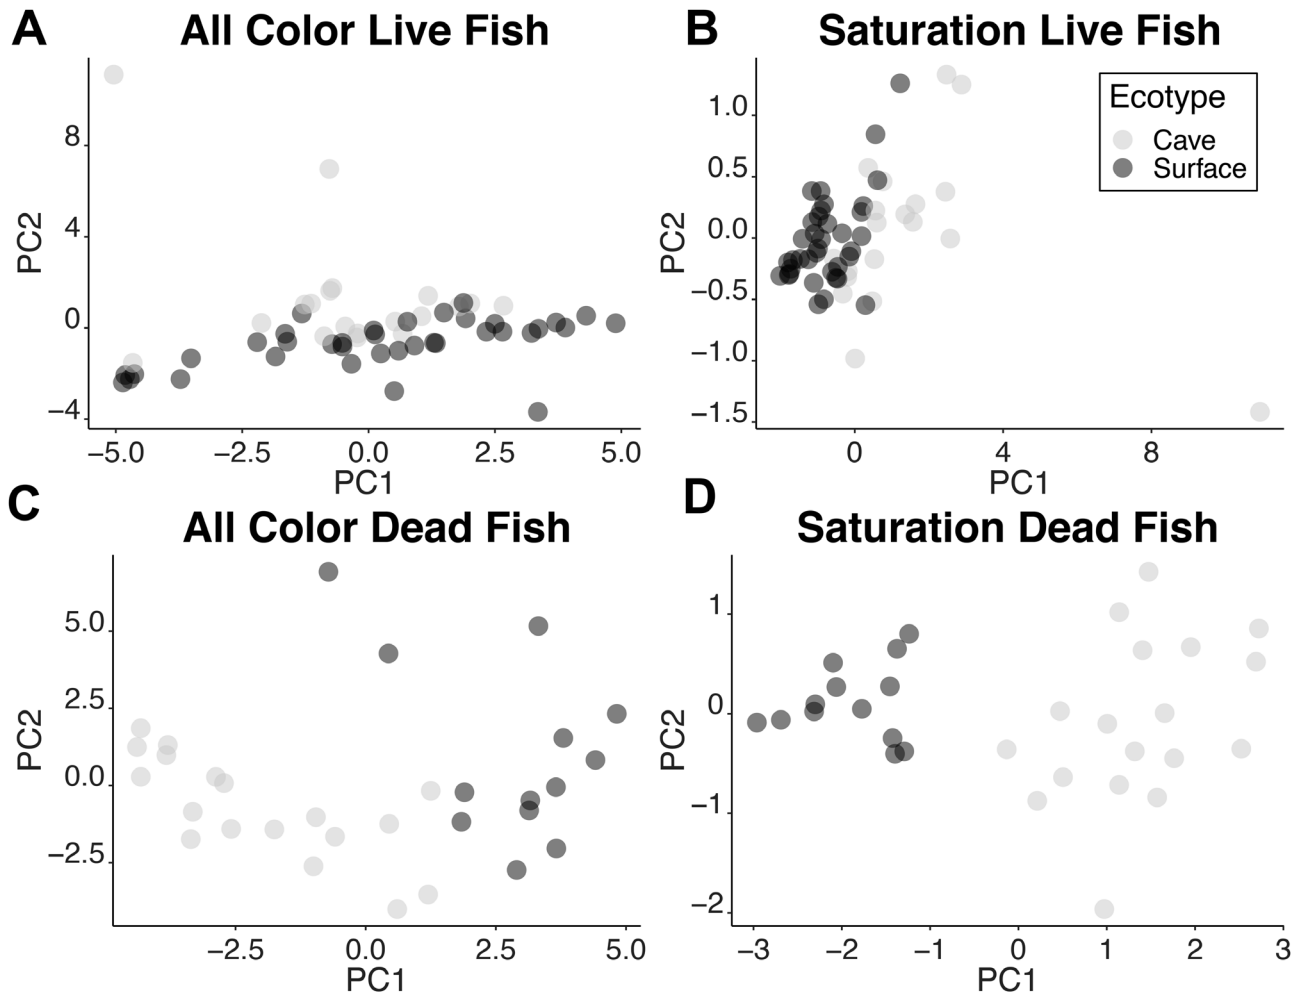 A All Color Live Fish
PC2
8
4
0
−4
−5.0 −2.5 0.0 2.5 5.0
PC1
B Saturation Live Fish
Ecotype
Cave
Surface
PC2
1.0
0.5
0.0
−0.5
−1.0
−1.5
0 4 8
PC1
C All Color Dead Fish
PC2
5.0
2.5
0.0
−2.5
−2.5 0.0 2.5 5.0
PC1
D Saturation Dead Fish
PC2
1
0
−1
−2
−3 −2 −1 0 1 2 3
PC1